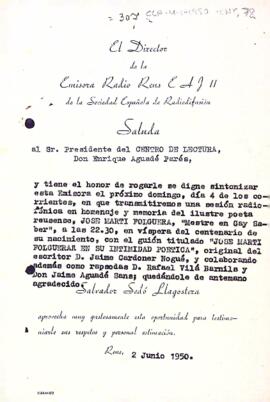 = 307
El Director
de la
Emisora Radio Reus E A J 11
de la Sociedad Española de Radiodifusión
Saluda
al Sr. Presidente del CENTRO DE LECTURA,
Don Enrique Aguadé Parés,
y tiene el honor de rogarle se digne sintonizar
esta Emisora el próximo domingo, día 4 de los co-
rrientes, en que transmitiremos una sesión radio-
fónica en homenaje y memoria del ilustre poeta
reusense, JOSE MARTI FOLGUERA, "Mestre en Gay Sa-
ber", a las 22.30, en víspera del centenario de
su nacimiento, con el guión titulado "JOSE MARTI
FOLGUERAS EN SU INTIMIDAD POETICA", original del
escritor D. Jaime Cardoner Nogué, y colaborando
además como rapsodas D. Rafael Vilá Barnils y
Don Jaime Aguadé Sans; quedándole de antemano
agradecido,
Salvador Sedó Llagostera
aprovecha muy gustosamente esta oportunidad para testimo-
niarle sus respetos y personal estimación.
Reus, 2 Junio 1950.